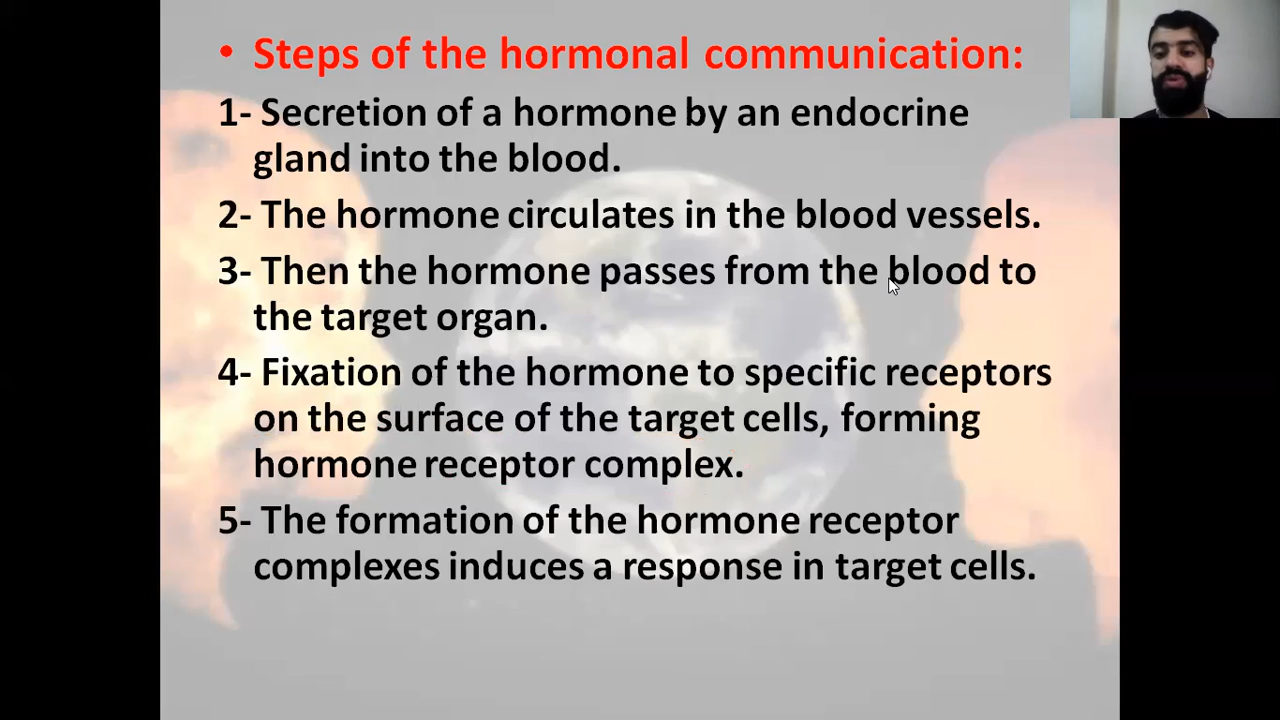 • Steps of the hormonal communication:
1- Secretion of a hormone by an endocrine
gland into the blood.
2- The hormone circulates in the blood vessels.
3- Then the hormone passes from the blood to
the target organ.
4- Fixation of the hormone to specific receptors
on the surface of the target cells, forming
hormone receptor complex.
5- The formation of the hormone receptor
complexes induces a response in target cells.